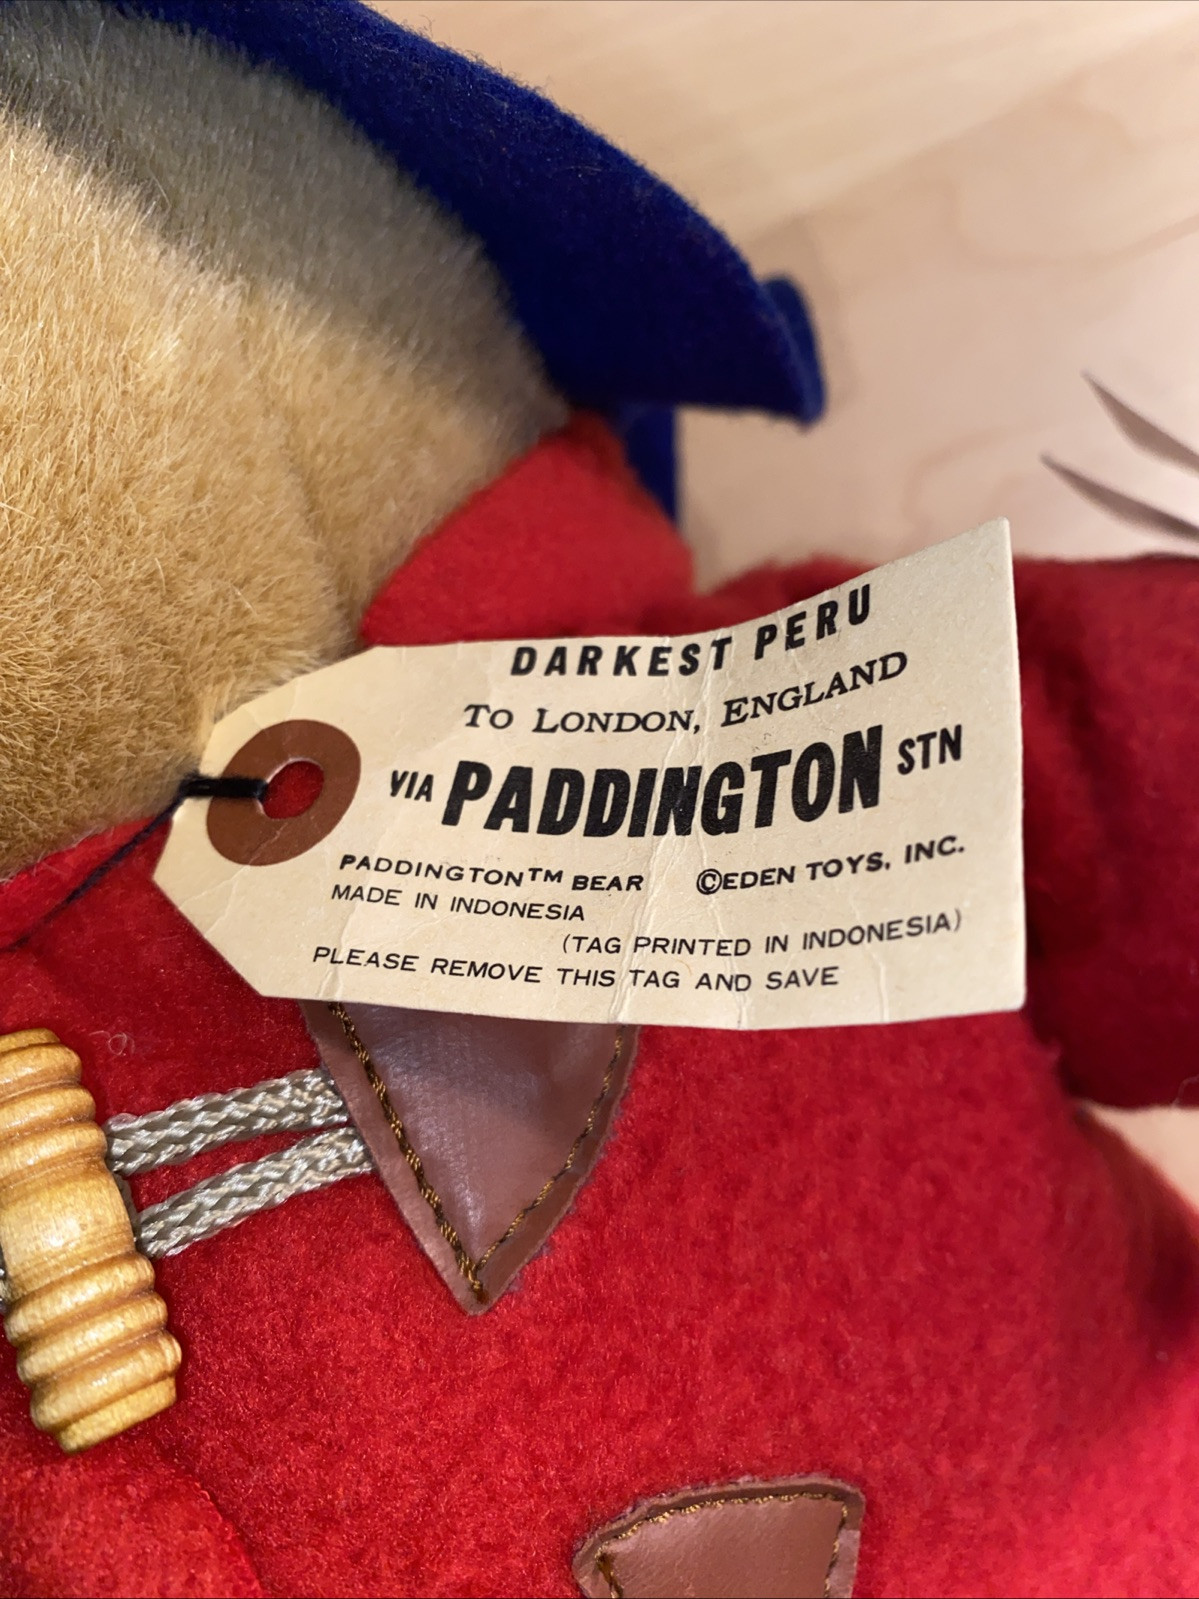 DARKEST PERU
TO LONDON, ENGLAND
VIA PADDINGTON STN
PADDINGTON™ BEAR ©EDEN TOYS, INC.
MADE IN INDONESIA
(TAG PRINTED IN INDONESIA)
PLEASE REMOVE THIS TAG AND SAVE